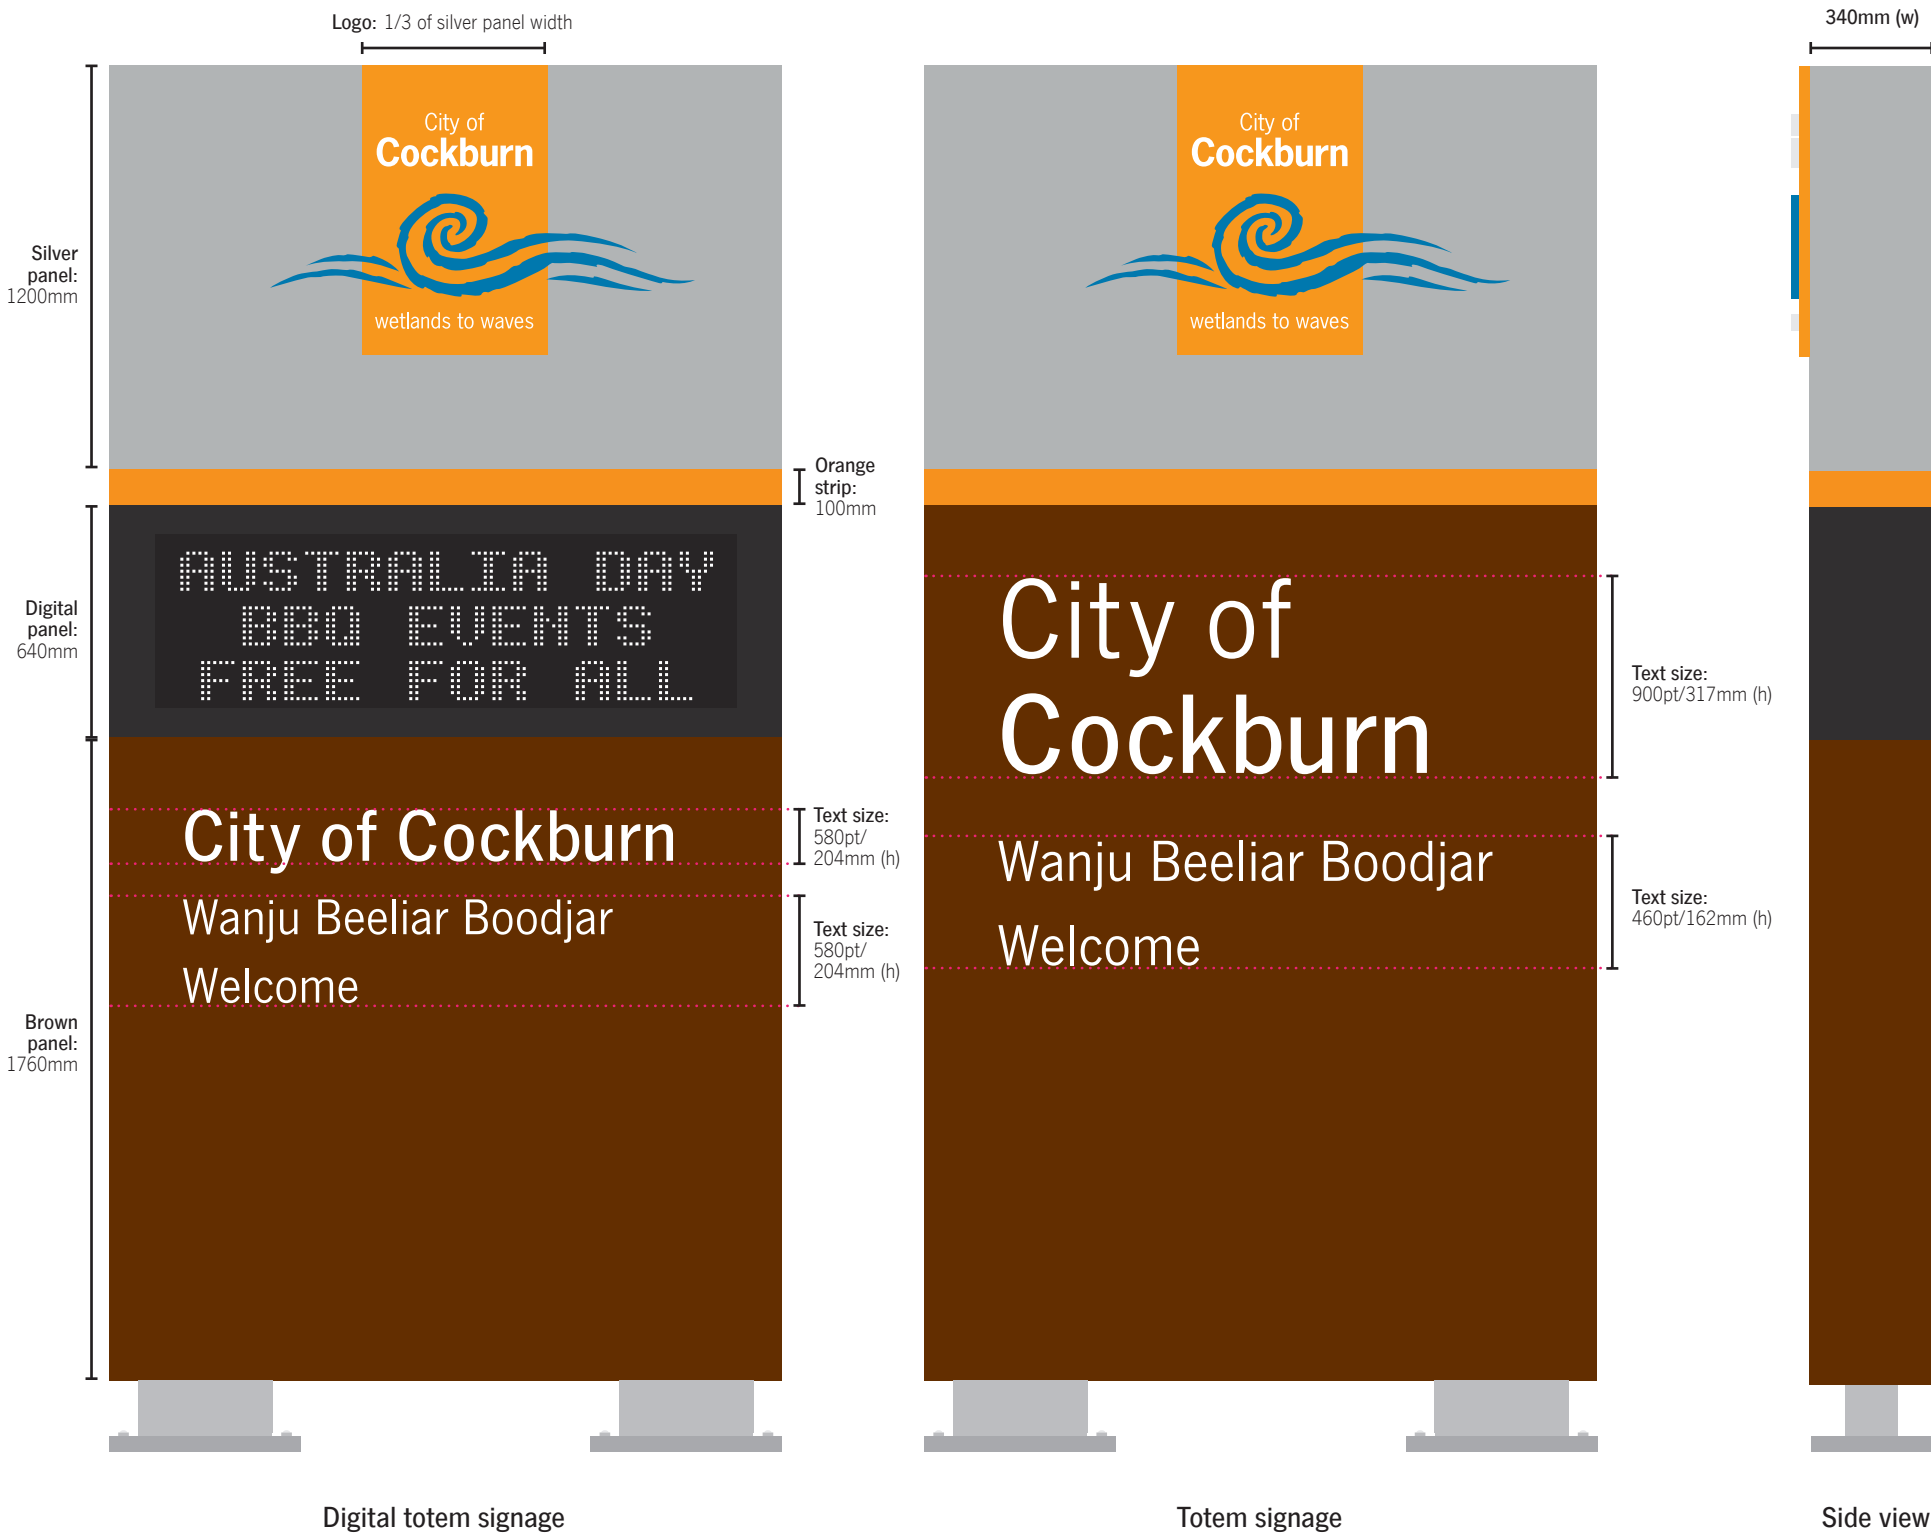 Logo: 1/3 of silver panel width
340mm (w)
City of
Cockburn
wetlands to waves
Silver
panel:
1200mm
Orange
strip:
100mm
AUSTRALIA DAY
BBQ EVENTS
FREE FOR ALL
Digital
panel:
640mm
City of Cockburn
Text size:
580pt/
204mm (h)
Wanju Beeliar Boodjar
Welcome
Text size:
580pt/
204mm (h)
Brown
panel:
1760mm
Digital totem signage
City of
Cockburn
wetlands to waves
City of
Cockburn
Text size:
900pt/317mm (h)
Wanju Beeliar Boodjar
Welcome
Text size:
460pt/162mm (h)
Totem signage
Side view